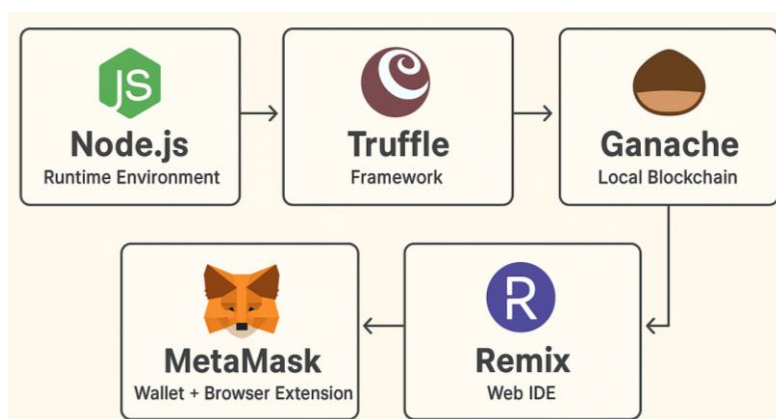 JS
Node.js
Runtime Environment
Truffle
Framework
Ganache
Local Blockchain
MetaMask
Wallet + Browser Extension
R
Remix
Web IDE